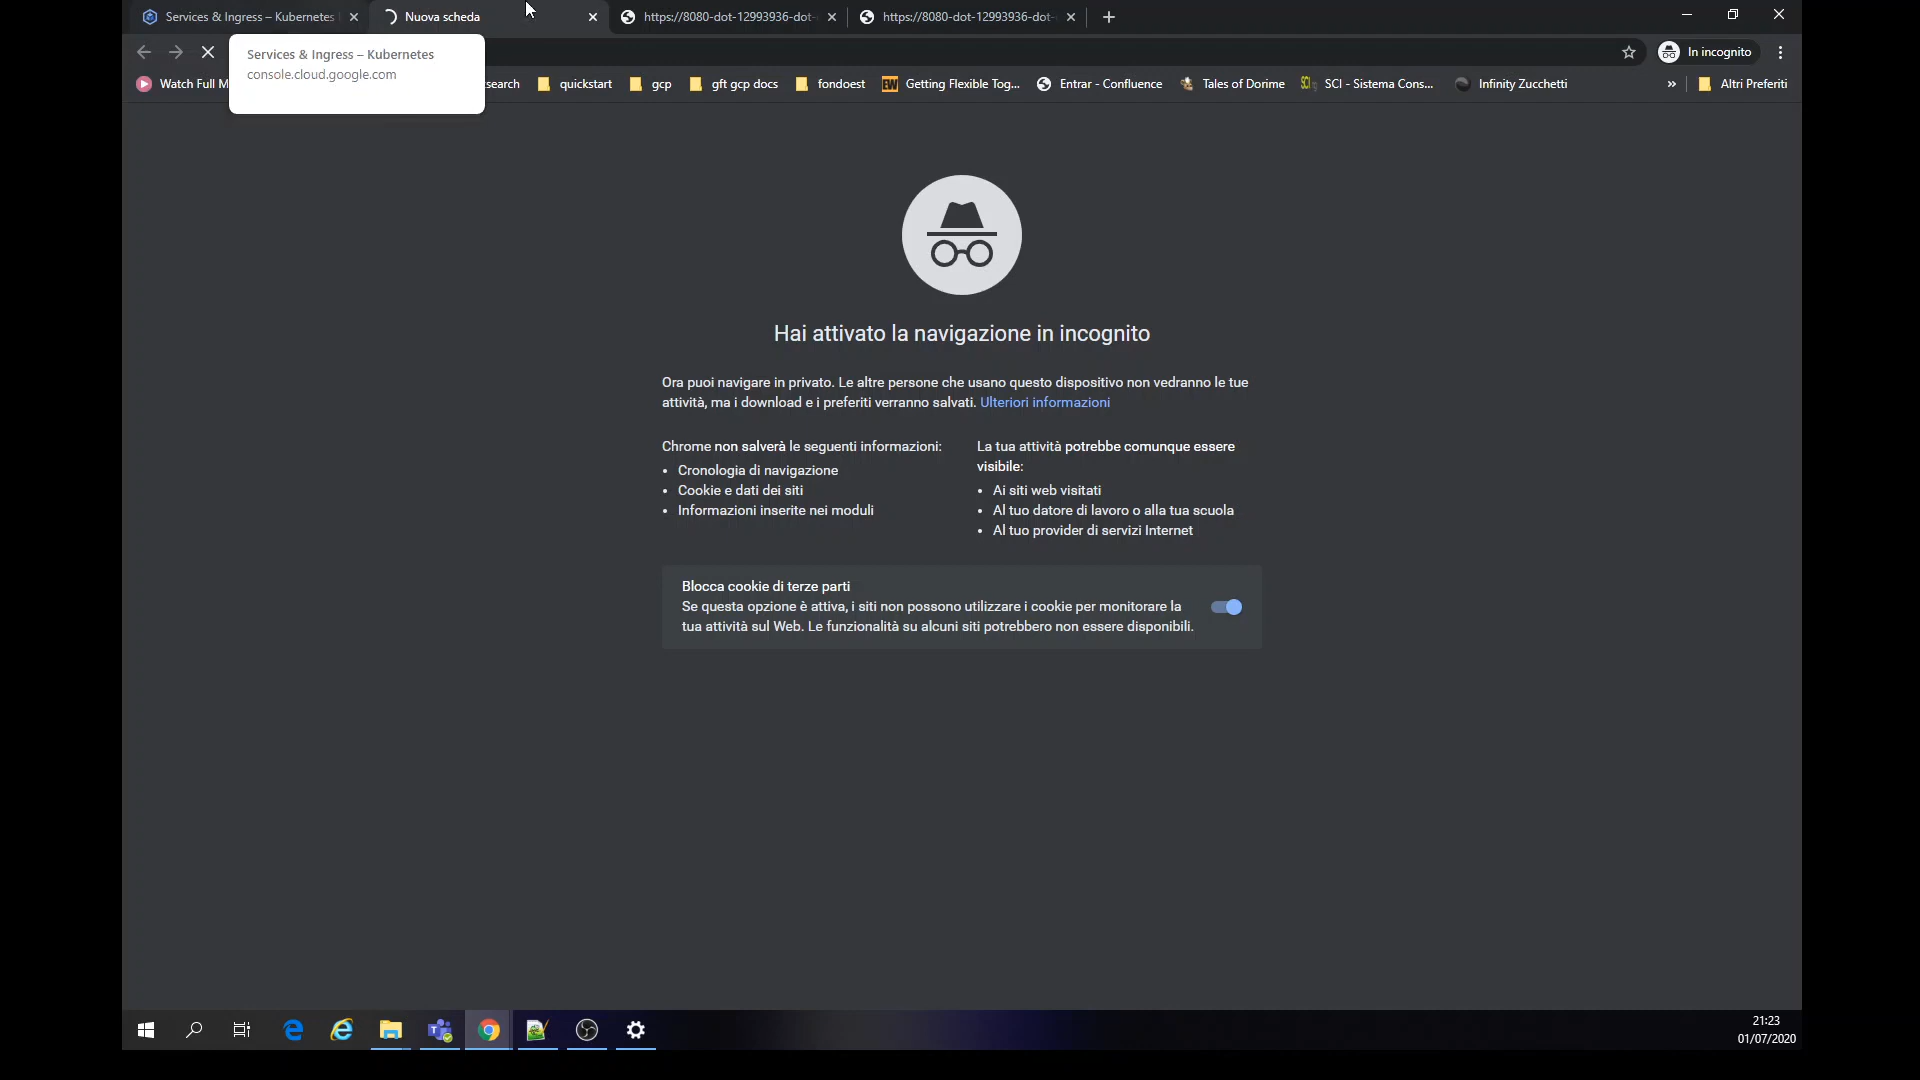 Services & Ingress – Kubernetes
Nuova scheda
https://8080-dot-12993936-dot-
https://8080-dot-12993936-dot-
Services & Ingress – Kubernetes
console.cloud.google.com
In incognito
Watch Full M
search
quickstart
gcp
gft gcp docs
fondoest
EW
Getting Flexible Tog...
Entrar - Confluence
Tales of Dorime
SCI - Sistema Cons...
Infinity Zucchetti
»
Altri Preferiti
Hai attivato la navigazione in incognito
Ora puoi navigare in privato. Le altre persone che usano questo dispositivo non vedranno le tue
attività, ma i download e i preferiti verranno salvati. Ulteriori informazioni
Chrome non salverà le seguenti informazioni:
• Cronologia di navigazione
• Cookie e dati dei siti
• Informazioni inserite nei moduli
La tua attività potrebbe comunque essere
visibile:
• Ai siti web visitati
• Al tuo datore di lavoro o alla tua scuola
• Al tuo provider di servizi Internet
Blocca cookie di terze parti
Se questa opzione è attiva, i siti non possono utilizzare i cookie per monitorare la
tua attività sul Web. Le funzionalità su alcuni siti potrebbero non essere disponibili.
21:23
01/07/2020